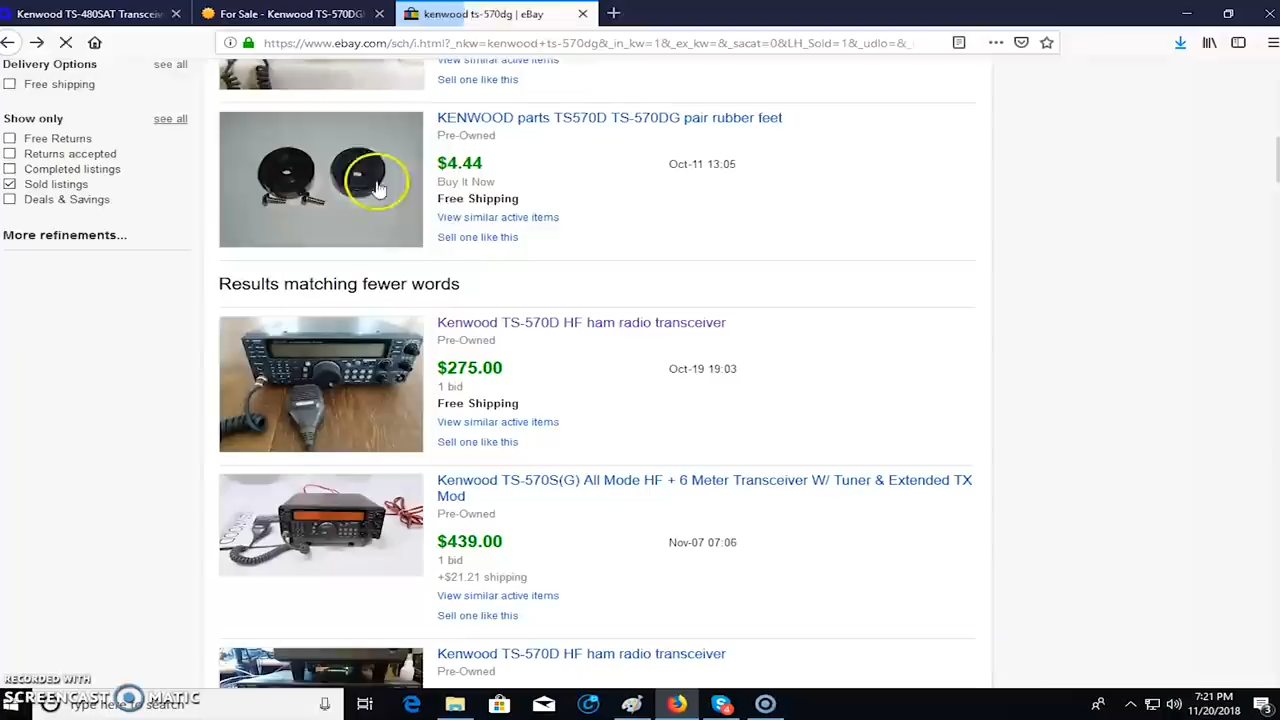 Kenwood TS-480SAT Transceiv
For Sale - Kenwood TS-570DG
kenwood ts-570dg | eBay
https://www.ebay.com/sch/i.html?_nkw=kenwood+ts-570dg&_in_kw=1&_ex_kw=&_sacat=0&LH_Sold=1&_udlo=&_
Delivery Options see all
Free shipping
Show only see all
Free Returns
Returns accepted
Completed listings
Sold listings
Deals & Savings
More refinements...
View similar active items
Sell one like this
KENWOOD parts TS570D TS-570DG pair rubber feet
Pre-Owned
$4.44 Oct-11 13:05
Buy It Now
Free Shipping
View similar active items
Sell one like this
Results matching fewer words
Kenwood TS-570D HF ham radio transceiver
Pre-Owned
$275.00 Oct-19 19:03
1 bid
Free Shipping
View similar active items
Sell one like this
Kenwood TS-570S(G) All Mode HF + 6 Meter Transceiver W/ Tuner & Extended TX
Mod
Pre-Owned
$439.00 Nov-07 07:06
1 bid
+$21.21 shipping
View similar active items
Sell one like this
Kenwood TS-570D HF ham radio transceiver
Pre-Owned
RECORDED WITH
SCREENCAST MATIC
Type here to search
7:21 PM
11/20/2018